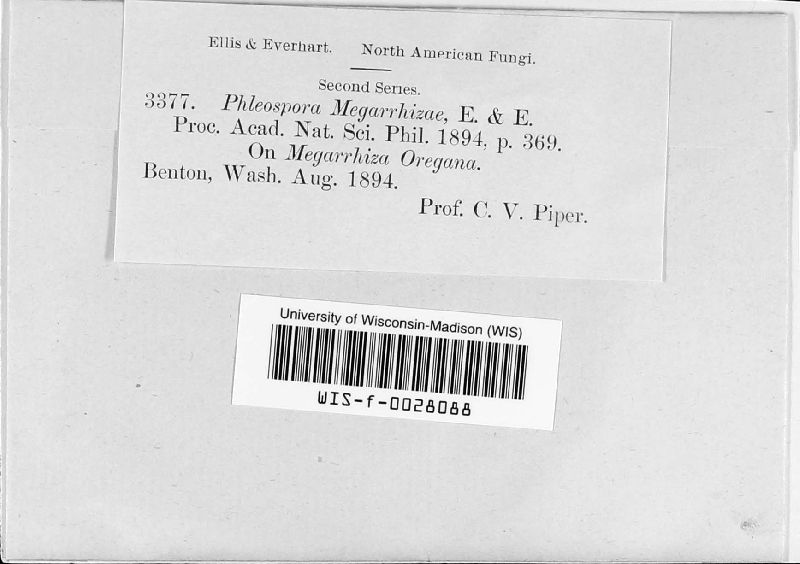 Ellis & Everhart. North American Fungi.
Second Series.
3377. Phleospora Megarrhizae, E. & E.
Proc. Acad. Nat. Sci. Phil. 1894, p. 369.
On Megarrhiza Oregana.
Benton, Wash. Aug. 1894.
Prof. C. V. Piper.
University of Wisconsin-Madison (WIS)
WIS-f-0028088